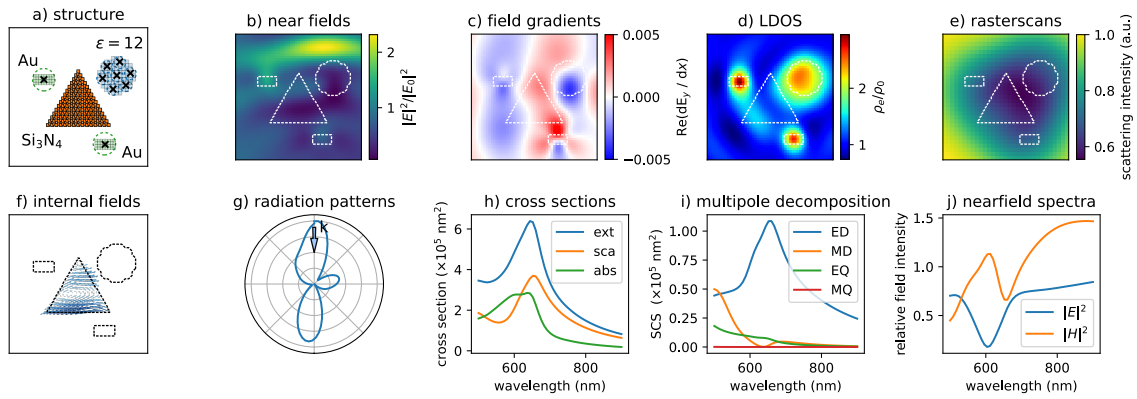 a) structure
ε = 12
Au
Si₃N₄
Au
b) near fields
2
1
|E|²/|E₀|²
c) field gradients
0.005
0.000
−0.005
Re(dEᵧ / dx)
d) LDOS
2
1
ρₑ/ρ₀
e) rasterscans
1.0
0.8
0.6
scattering intensity (a.u.)
f) internal fields
g) radiation patterns
k
h) cross sections
cross section (×10⁵ nm²)
6
4
2
0
600
800
wavelength (nm)
ext
sca
abs
i) multipole decomposition
SCS (×10⁵ nm²)
1.00
0.75
0.50
0.25
0.00
600
800
wavelength (nm)
ED
MD
EQ
MQ
j) nearfield spectra
relative field intensity
1.5
1.0
0.5
600
800
wavelength (nm)
|E|²
|H|²